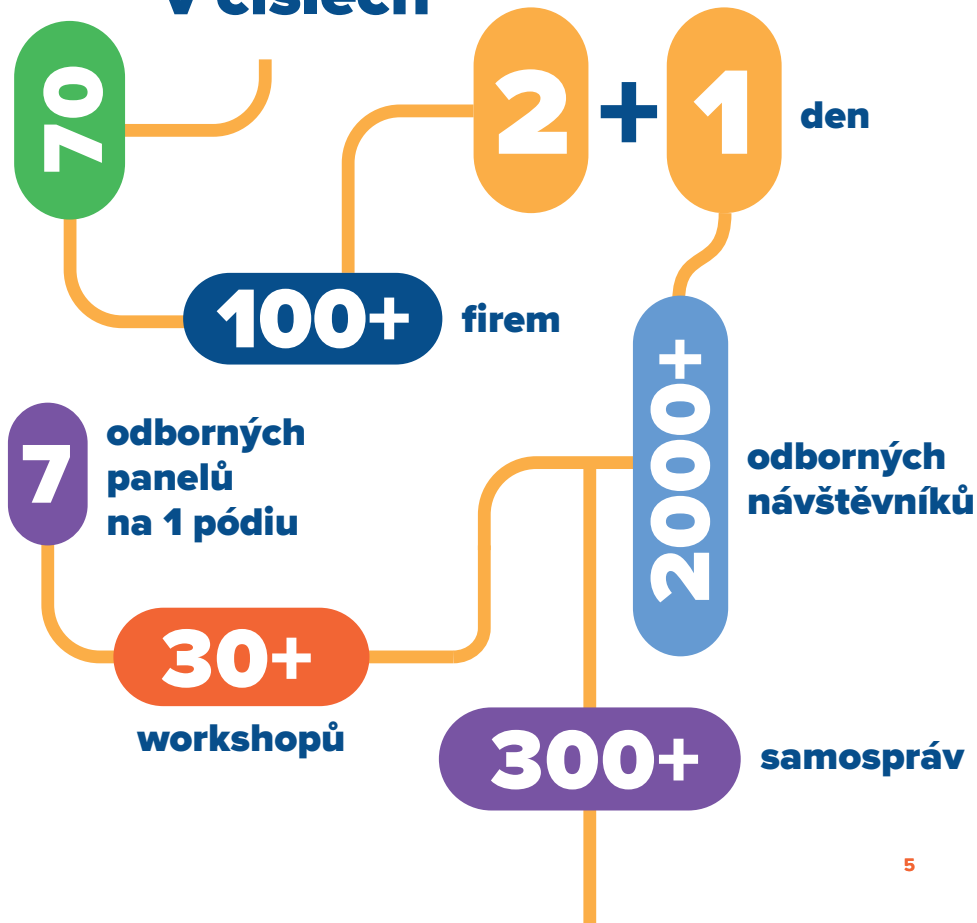 v číslech
70
2 + 1 den
100+ firem
2000+
odborných
návštěvníků
7
odborných
panelů
na 1 pódiu
30+
workshopů
300+ samospráv
5